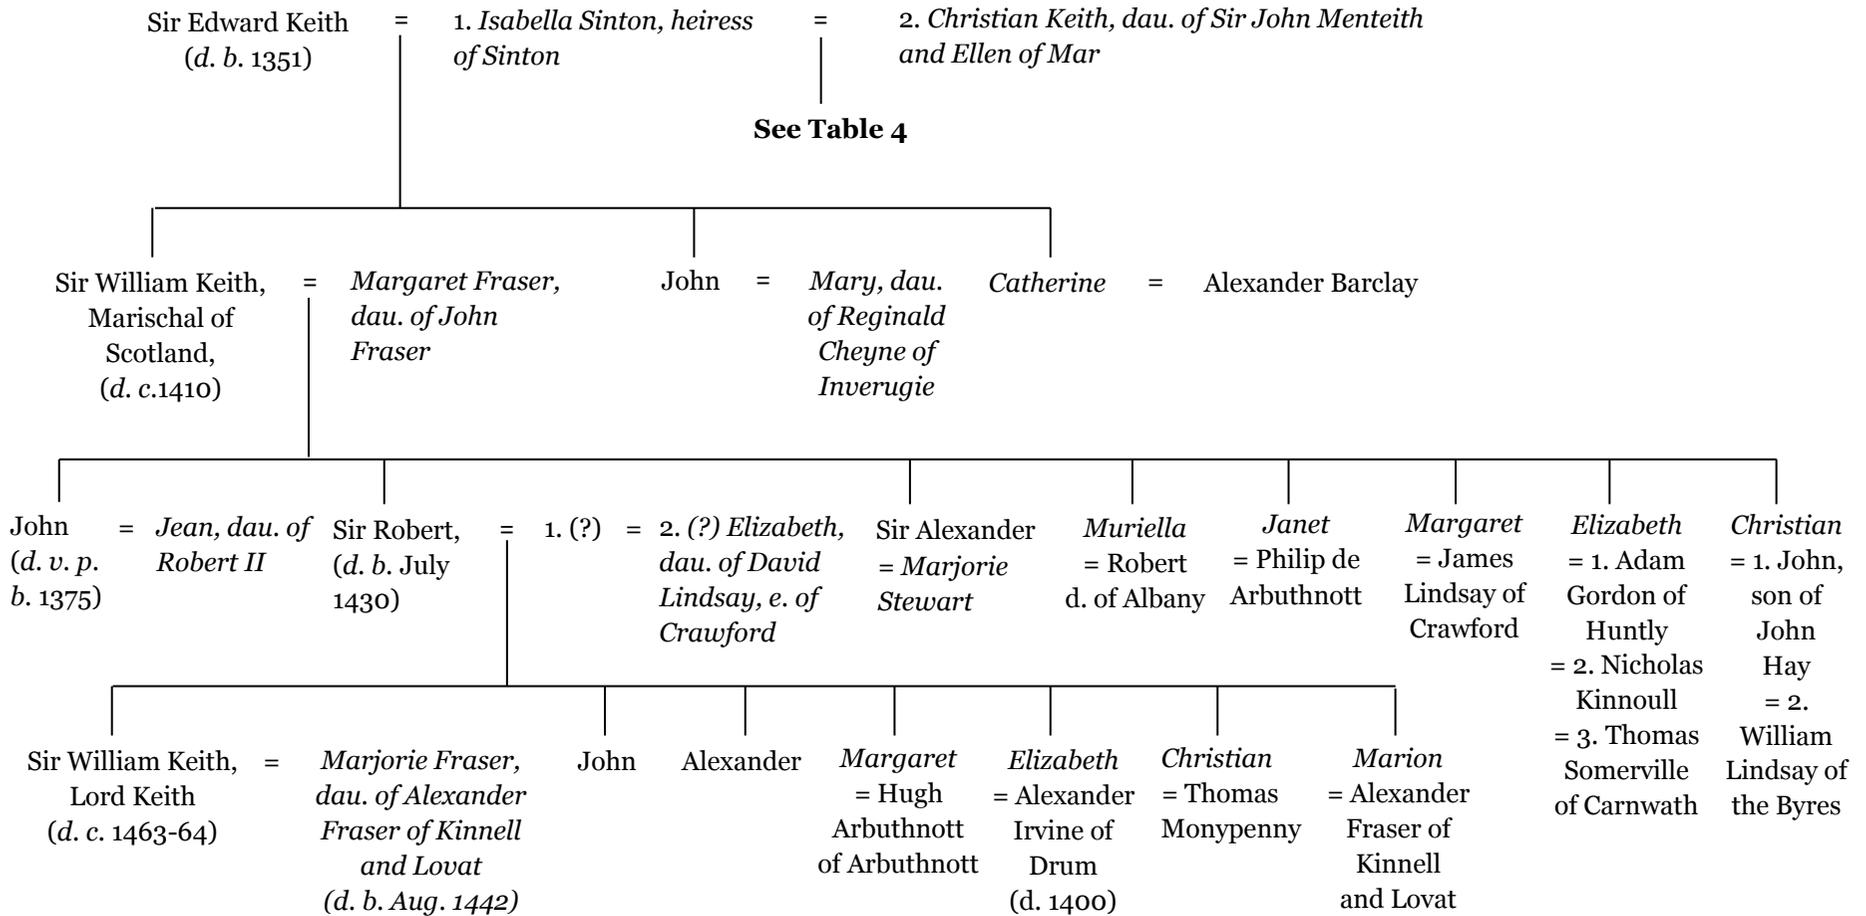 Sir Edward Keith
(d. b. 1351)
=
1. Isabella Sinton, heiress
of Sinton
=
2. Christian Keith, dau. of Sir John Menteith
and Ellen of Mar
See Table 4
Sir William Keith,
Marischal of
Scotland,
(d. c.1410)
=
Margaret Fraser,
dau. of John
Fraser
John
=
Mary, dau.
of Reginald
Cheyne of
Inverugie
Catherine
=
Alexander Barclay
John
(d. v. p.
b. 1375)
=
Jean, dau. of
Robert II
Sir Robert,
(d. b. July
1430)
=
1. (?)
=
2. (?) Elizabeth,
dau. of David
Lindsay, e. of
Crawford
Sir Alexander
= Marjorie
Stewart
Muriella
= Robert
d. of Albany
Janet
= Philip de
Arbuthnott
Margaret
= James
Lindsay of
Crawford
Elizabeth
= 1. Adam
Gordon of
Huntly
= 2. Nicholas
Kinnoull
= 3. Thomas
Somerville
of Carnwath
Christian
= 1. John,
son of
John
Hay
= 2.
William
Lindsay of
the Byres
Sir William Keith,
Lord Keith
(d. c. 1463-64)
=
Marjorie Fraser,
dau. of Alexander
Fraser of Kinnell
and Lovat
(d. b. Aug. 1442)
John
Alexander
Margaret
= Hugh
Arbuthnott
of Arbuthnott
Elizabeth
= Alexander
Irvine of
Drum
(d. 1400)
Christian
= Thomas
Monypenny
Marion
= Alexander
Fraser of
Kinnell
and Lovat